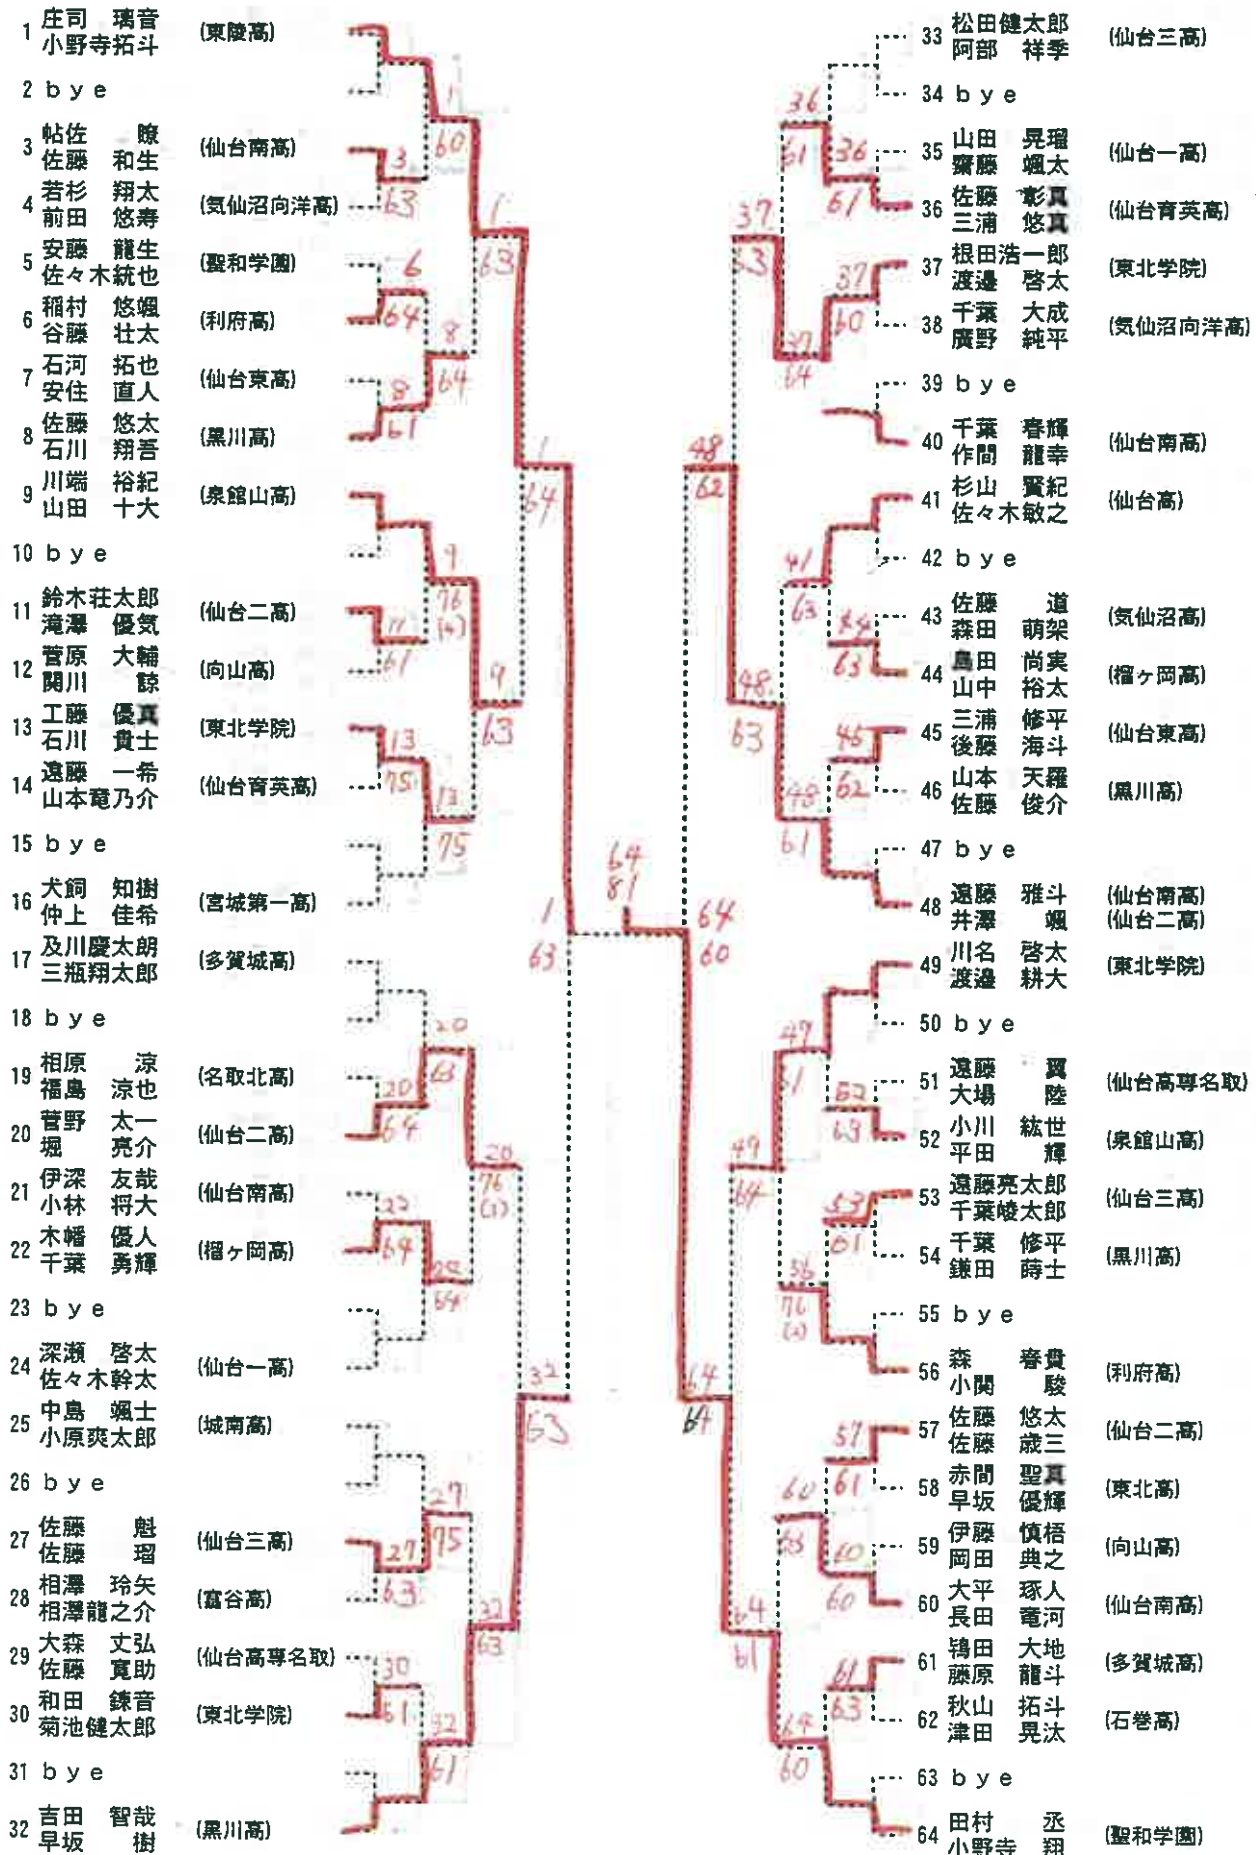 1 庄司 璃音 (東陵高)
小野寺拓斗
2 bye
3 帖佐 瞭 (仙台南高)
佐藤 和生
4 若杉 翔太 (気仙沼向洋高)
前田 悠寿
5 安藤 龍生 (聖和学園)
佐々木統也
6 稲村 悠颯 (利府高)
谷藤 壮太
7 石河 拓也 (仙台東高)
安住 直人
8 佐藤 悠太 (黒川高)
石川 翔吾
9 川端 裕紀 (泉館山高)
山田 十大
10 bye
11 鈴木荘太郎 (仙台二高)
滝澤 優気
12 菅原 大輔 (向山高)
関川 諒
13 工藤 優真 (東北学院)
石川 貴士
14 遠藤 一希 (仙台育英高)
山本竜乃介
15 bye
16 犬飼 知樹 (宮城第一高)
仲上 佳希
17 及川慶太朗 (多賀城高)
三瓶翔太郎
18 bye
19 相原 涼 (名取北高)
福島 涼也
20 菅野 太一 (仙台二高)
堀 亮介
21 伊深 友哉 (仙台南高)
小林 将大
22 木幡 優人 (榴ヶ岡高)
千葉 勇輝
23 bye
24 深瀬 啓太 (仙台一高)
佐々木幹太
25 中島 颯士 (城南高)
小原爽太郎
26 bye
27 佐藤 魁 (仙台三高)
佐藤 瑠
28 相澤 玲矢 (富谷高)
相澤龍之介
29 大森 丈弘 (仙台高専名取)
佐藤 寛助
30 和田 錬音 (東北学院)
菊池健太郎
31 bye
32 吉田 智哉 (黒川高)
早坂 樹
1
60
3
63
1
63
6
64
8
64
8
61
1
64
9
76
(4)
11
61
9
63
13
75
13
75
1
63
20
63
20
64
20
76
(3)
22
64
22
64
32
63
27
75
27
63
32
63
30
61
32
61
64
81
64
60
36
61
36
61
37
63
37
60
37
64
48
62
41
63
44
63
48
63
45
62
48
61
47
61
52
63
49
64
53
61
56
76
(2)
64
64
57
61
60
63
60
60
64
61
61
63
64
60
33 松田健太郎 (仙台三高)
阿部 祥季
34 bye
35 山田 晃瑠 (仙台一高)
齋藤 颯太
36 佐藤 彰真 (仙台育英高)
三浦 悠真
37 根田浩一郎 (東北学院)
渡邉 啓太
38 千葉 大成 (気仙沼向洋高)
廣野 純平
39 bye
40 千葉 春輝 (仙台南高)
作間 龍幸
41 杉山 賢紀 (仙台高)
佐々木敏之
42 bye
43 佐藤 道 (気仙沼高)
森田 萌架
44 島田 尚実 (榴ヶ岡高)
山中 裕太
45 三浦 修平 (仙台東高)
後藤 海斗
46 山本 天羅 (黒川高)
佐藤 俊介
47 bye
48 遠藤 雅斗 (仙台南高)
井澤 颯 (仙台二高)
49 川名 啓太 (東北学院)
渡邉 耕大
50 bye
51 遠藤 翼 (仙台高専名取)
大場 陸
52 小川 紘世 (泉館山高)
平田 輝
53 遠藤亮太郎 (仙台三高)
千葉崚太郎
54 千葉 修平 (黒川高)
鎌田 蒔士
55 bye
56 森 春貴 (利府高)
小関 駿
57 佐藤 悠太 (仙台二高)
佐藤 歳三
58 赤間 聖真 (東北高)
早坂 優輝
59 伊藤 慎悟 (向山高)
岡田 典之
60 大平 琢人 (仙台南高)
長田 竜河
61 鴇田 大地 (多賀城高)
藤原 龍斗
62 秋山 拓斗 (石巻高)
津田 晃汰
63 bye
64 田村 丞 (聖和学園)
小野寺 翔